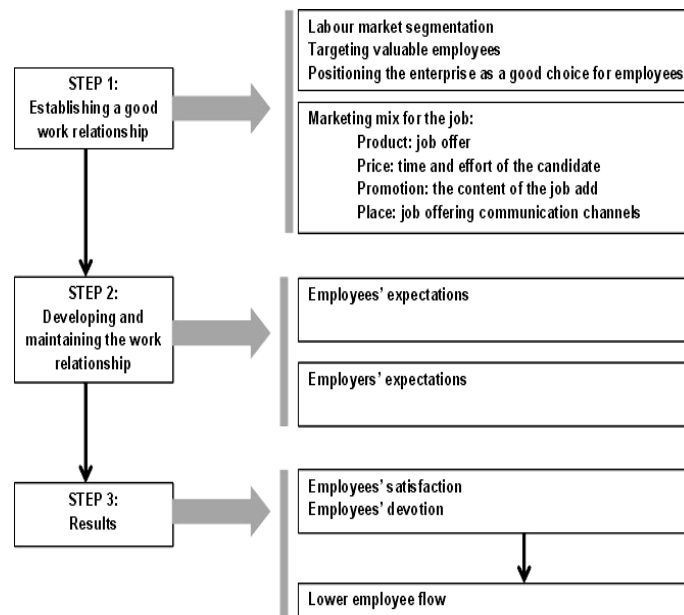 STEP 1:
Establishing a good
work relationship
Labour market segmentation
Targeting valuable employees
Positioning the enterprise as a good choice for employees
Marketing mix for the job:
Product: job offer
Price: time and effort of the candidate
Promotion: the content of the job add
Place: job offering communication channels
STEP 2:
Developing and
maintaining the work
relationship
Employees’ expectations
Employers’ expectations
STEP 3:
Results
Employees’ satisfaction
Employees’ devotion
Lower employee flow